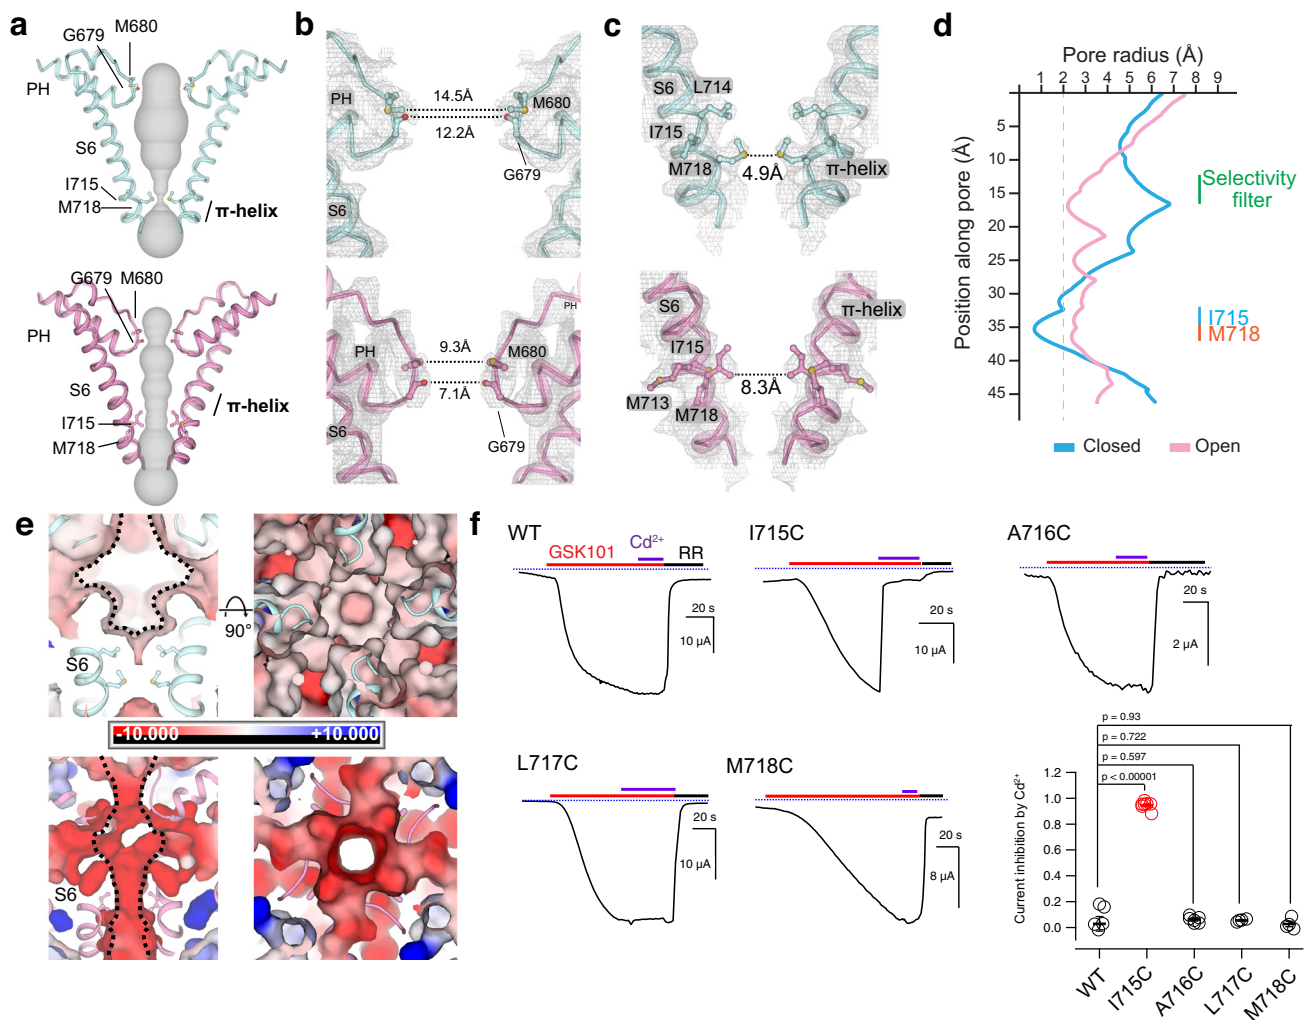 a
G679
M680
PH
S6
I715
M718
π-helix
G679
M680
PH
S6
I715
M718
π-helix
b
PH
14.5Å
M680
12.2Å
G679
S6
PH
PH
9.3Å
M680
7.1Å
G679
S6
c
S6
L714
I715
M718
4.9Å
π-helix
S6
π-helix
I715
8.3Å
M713
M718
d
Pore radius (Å)
1 2 3 4 5 6 7 8 9
Position along pore (Å)
5
10
15
20
25
30
35
40
45
Selectivity
filter
I715
M718
Closed
Open
e
S6
90°
-10.000
+10.000
S6
f
WT
GSK101
Cd²⁺
RR
20 s
10 µA
I715C
20 s
10 µA
A716C
20 s
2 µA
L717C
20 s
10 µA
M718C
20 s
8 µA
p = 0.93
p = 0.722
p = 0.597
p < 0.00001
Current inhibition by Cd²⁺
1.2
1.0
0.8
0.6
0.4
0.2
0.0
WT
I715C
A716C
L717C
M718C